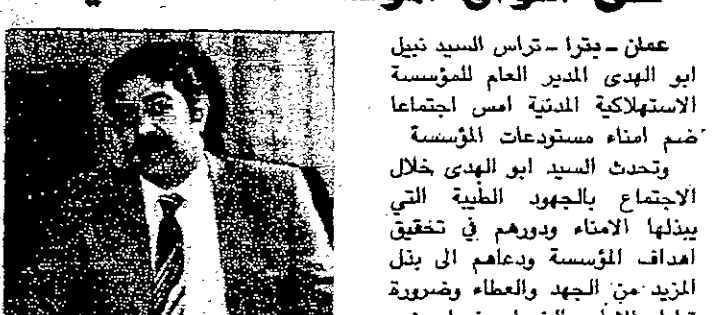 عمان - بترا - تراس السيد نبيل
ابو الهدى المدير العام للمؤسسة
الاستهلاكية المدنية امس اجتماعا
ضم امناء مستودعات المؤسسة
وتحدث السيد ابو الهدى خلال
الاجتماع بالجهود الطيبة التي
يبذلها الامناء ودورهم في تحقيق
اهداف المؤسسة ودعاهم الى بذل
المزيد من الجهد والعطاء وضرورة